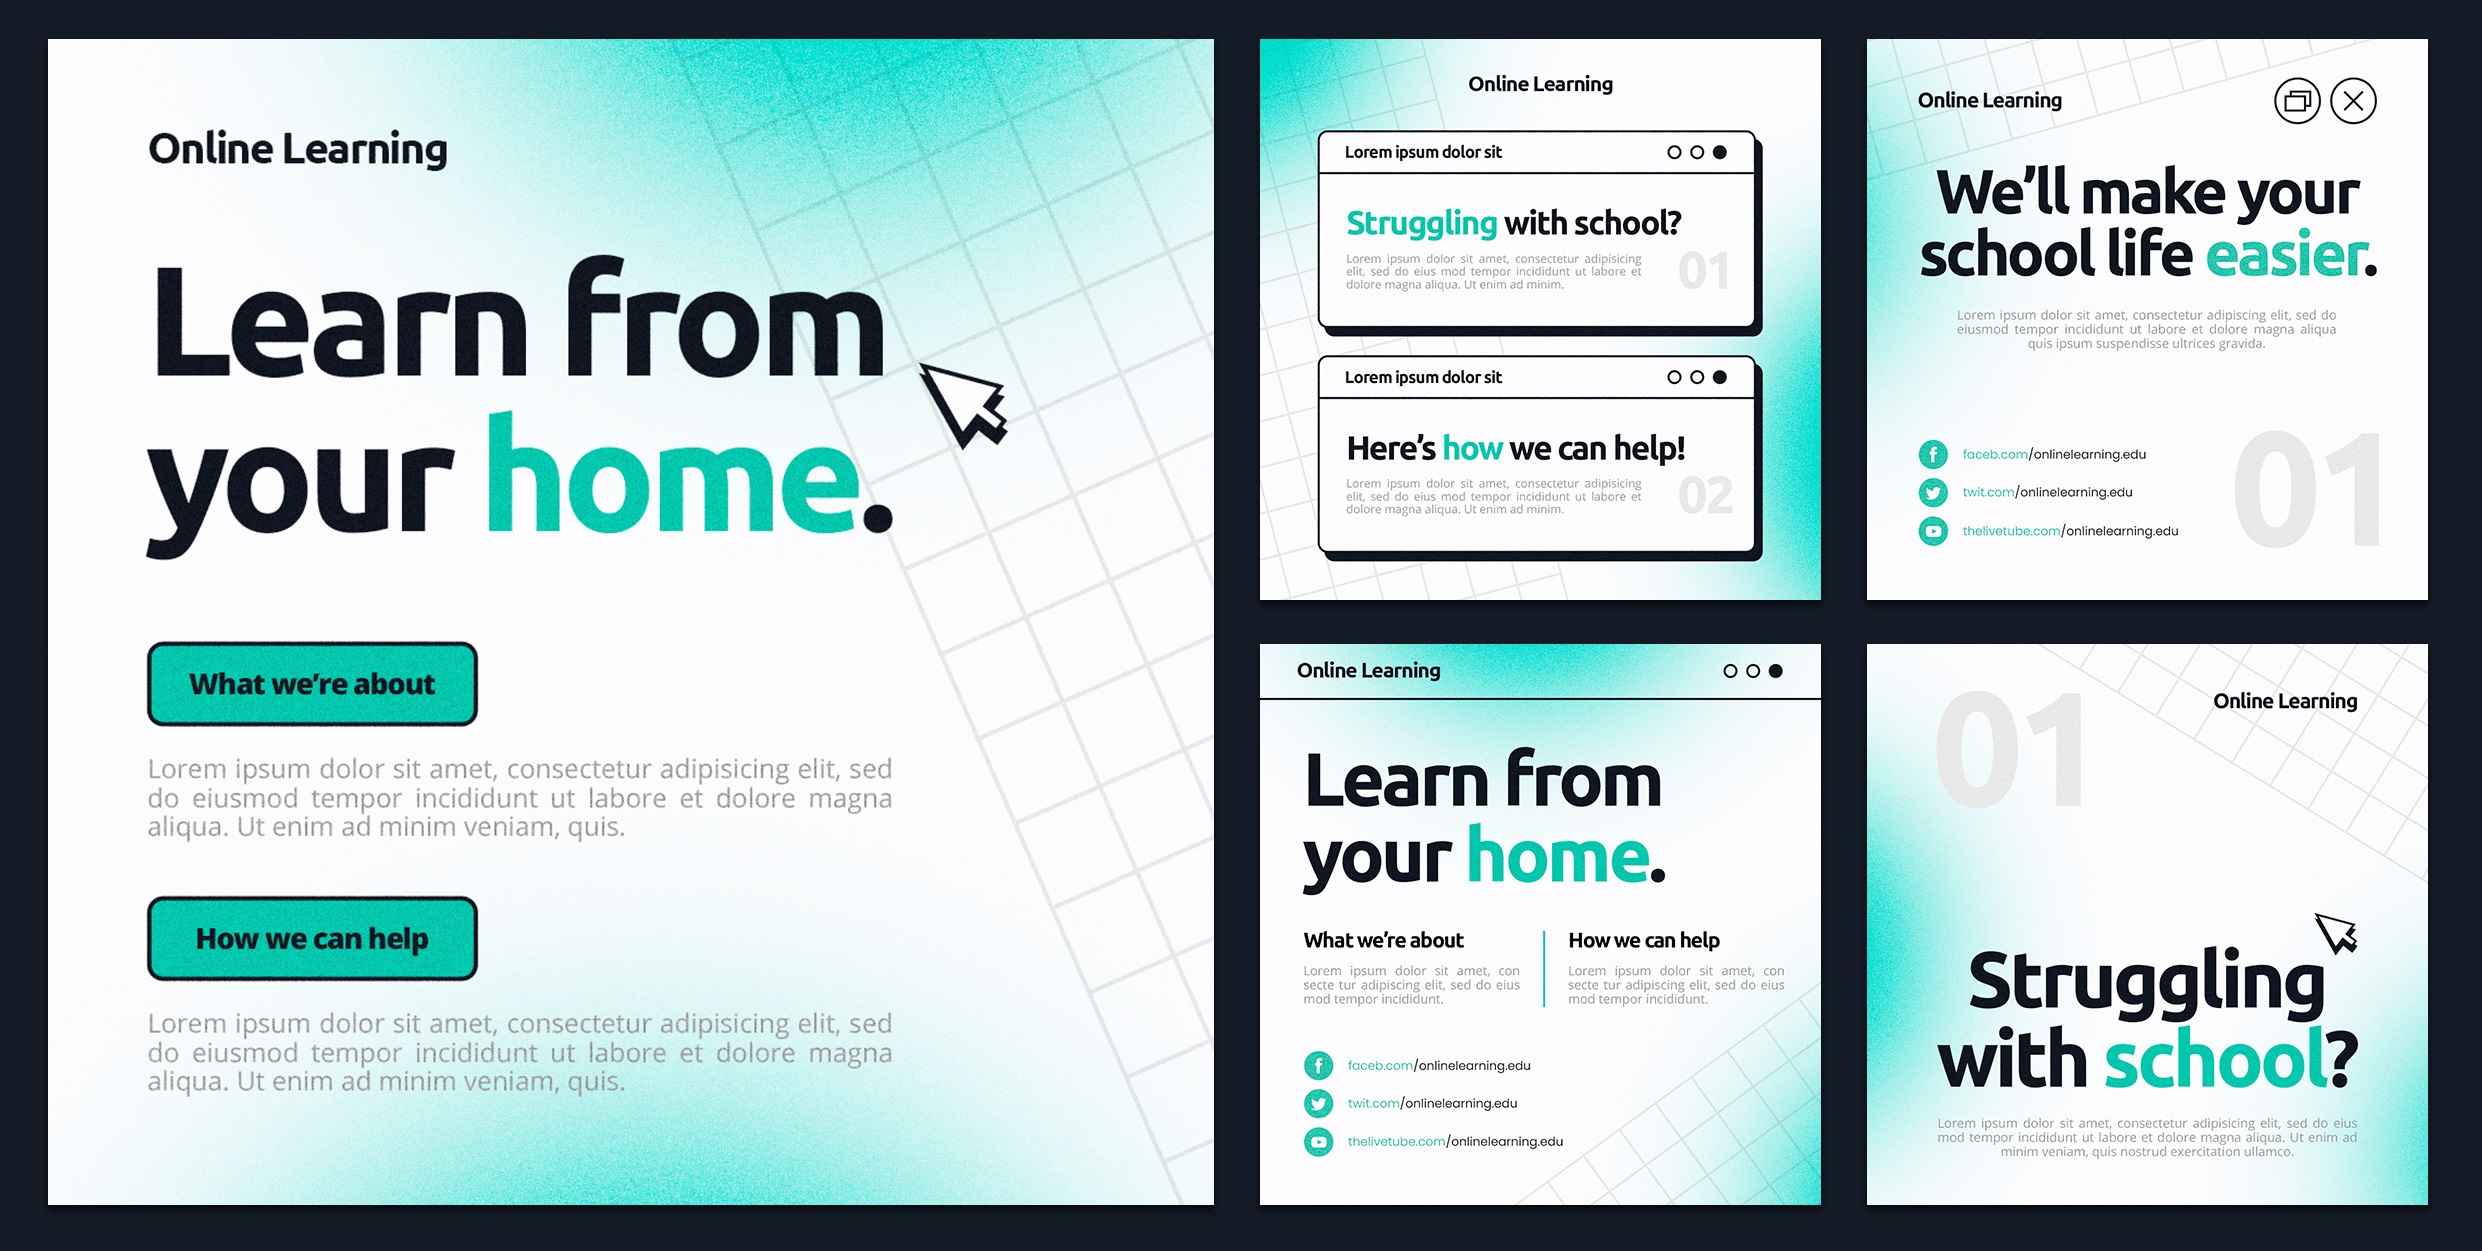 Online Learning
Learn from
your home.
What we're about
Lorem ipsum dolor sit amet, consectetur adipisicing elit, sed
do eiusmod tempor incididunt ut labore et dolore magna
aliqua. Ut enim ad minim veniam, quis.
How we can help
Lorem ipsum dolor sit amet, consectetur adipisicing elit, sed
do eiusmod tempor incididunt ut labore et dolore magna
aliqua. Ut enim ad minim veniam, quis.
Online Learning
Lorem ipsum dolor sit
Struggling with school?
Lorem ipsum dolor sit amet, consectetur adipisicing
elit, sed do eius mod tempor incididunt ut labore et
dolore magna aliqua. Ut enim ad minim.
01
Lorem ipsum dolor sit
Here's how we can help!
Lorem ipsum dolor sit amet, consectetur adipisicing
elit, sed do eius mod tempor incididunt ut labore et
dolore magna aliqua. Ut enim ad minim.
02
Online Learning
We'll make your
school life easier.
Lorem ipsum dolor sit amet, consectetur adipiscing elit, sed do
eiusmod tempor incididunt ut labore et dolore magna aliqua
quis ipsum suspendisse ultrices gravida.
faceb.com/onlinelearning.edu
twit.com/onlinelearning.edu
thelivetube.com/onlinelearning.edu
01
Online Learning
Learn from
your home.
What we're about
Lorem ipsum dolor sit amet, con
secte tur adipiscing elit, sed do eius
mod tempor incididunt.
How we can help
Lorem ipsum dolor sit amet, con
secte tur adipiscing elit, sed do eius
mod tempor incididunt.
faceb.com/onlinelearning.edu
twit.com/onlinelearning.edu
thelivetube.com/onlinelearning.edu
01
Online Learning
Struggling
with school?
Lorem ipsum dolor sit amet, consectetur adipiscing elit, sed do eius
mod tempor incididunt ut labore et dolore magna aliqua. Ut enim ad
minim veniam, quis nostrud exercitation ullamco.